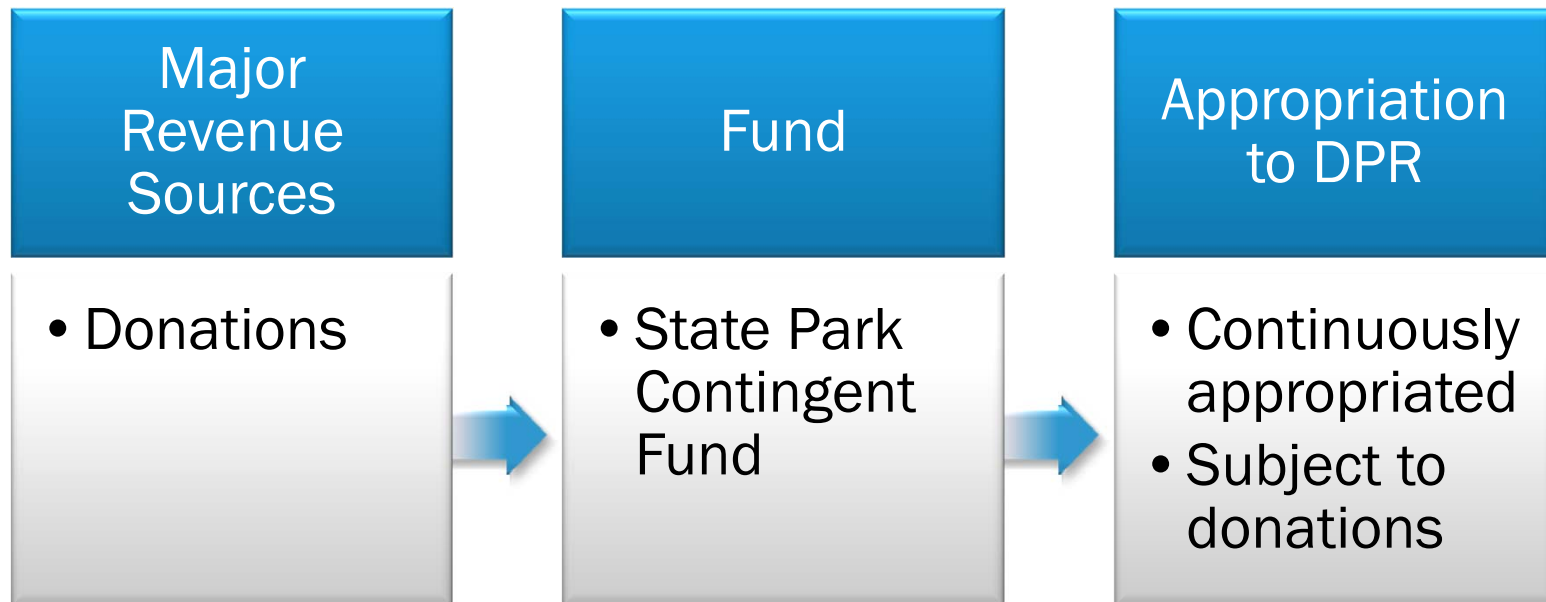 Major
Revenue
Sources
• Donations
Fund
• State Park
Contingent
Fund
Appropriation
to DPR
• Continuously
appropriated
• Subject to
donations